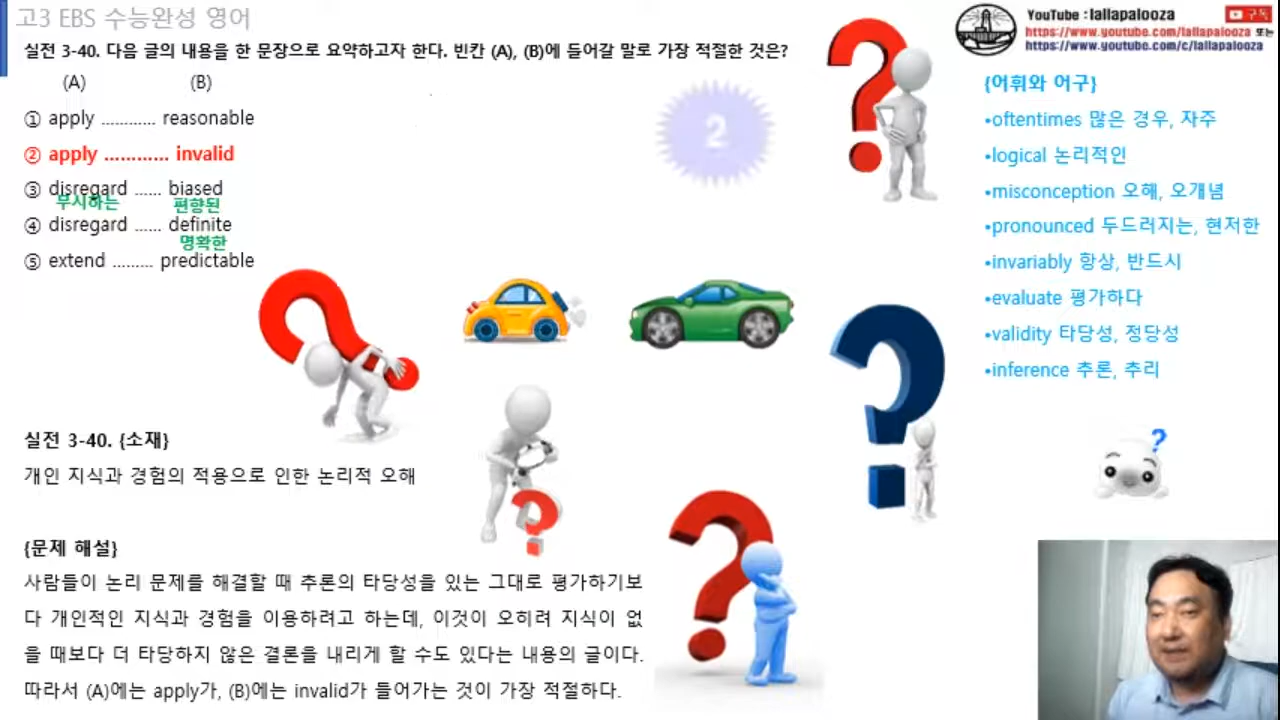 고3 EBS 수능완성 영어
YouTube : lallapalooza
구독
https://www.youtube.com/lallapalooza 또는
https://www.youtube.com/c/lallapalooza
실전 3-40. 다음 글의 내용을 한 문장으로 요약하고자 한다. 빈칸 (A), (B)에 들어갈 말로 가장 적절한 것은?
(A) (B)
① apply ............ reasonable
② apply ............ invalid
③ disregard ...... biased
무시하는 편향된
④ disregard ...... definite
명확한
⑤ extend ......... predictable
2
{어휘와 어구}
•oftentimes 많은 경우, 자주
•logical 논리적인
•misconception 오해, 오개념
•pronounced 두드러지는, 현저한
•invariably 항상, 반드시
•evaluate 평가하다
•validity 타당성, 정당성
•inference 추론, 추리
실전 3-40. {소재}
개인 지식과 경험의 적용으로 인한 논리적 오해
{문제 해설}
사람들이 논리 문제를 해결할 때 추론의 타당성을 있는 그대로 평가하기보
다 개인적인 지식과 경험을 이용하려고 하는데, 이것이 오히려 지식이 없
을 때보다 더 타당하지 않은 결론을 내리게 할 수도 있다는 내용의 글이다.
따라서 (A)에는 apply가, (B)에는 invalid가 들어가는 것이 가장 적절하다.